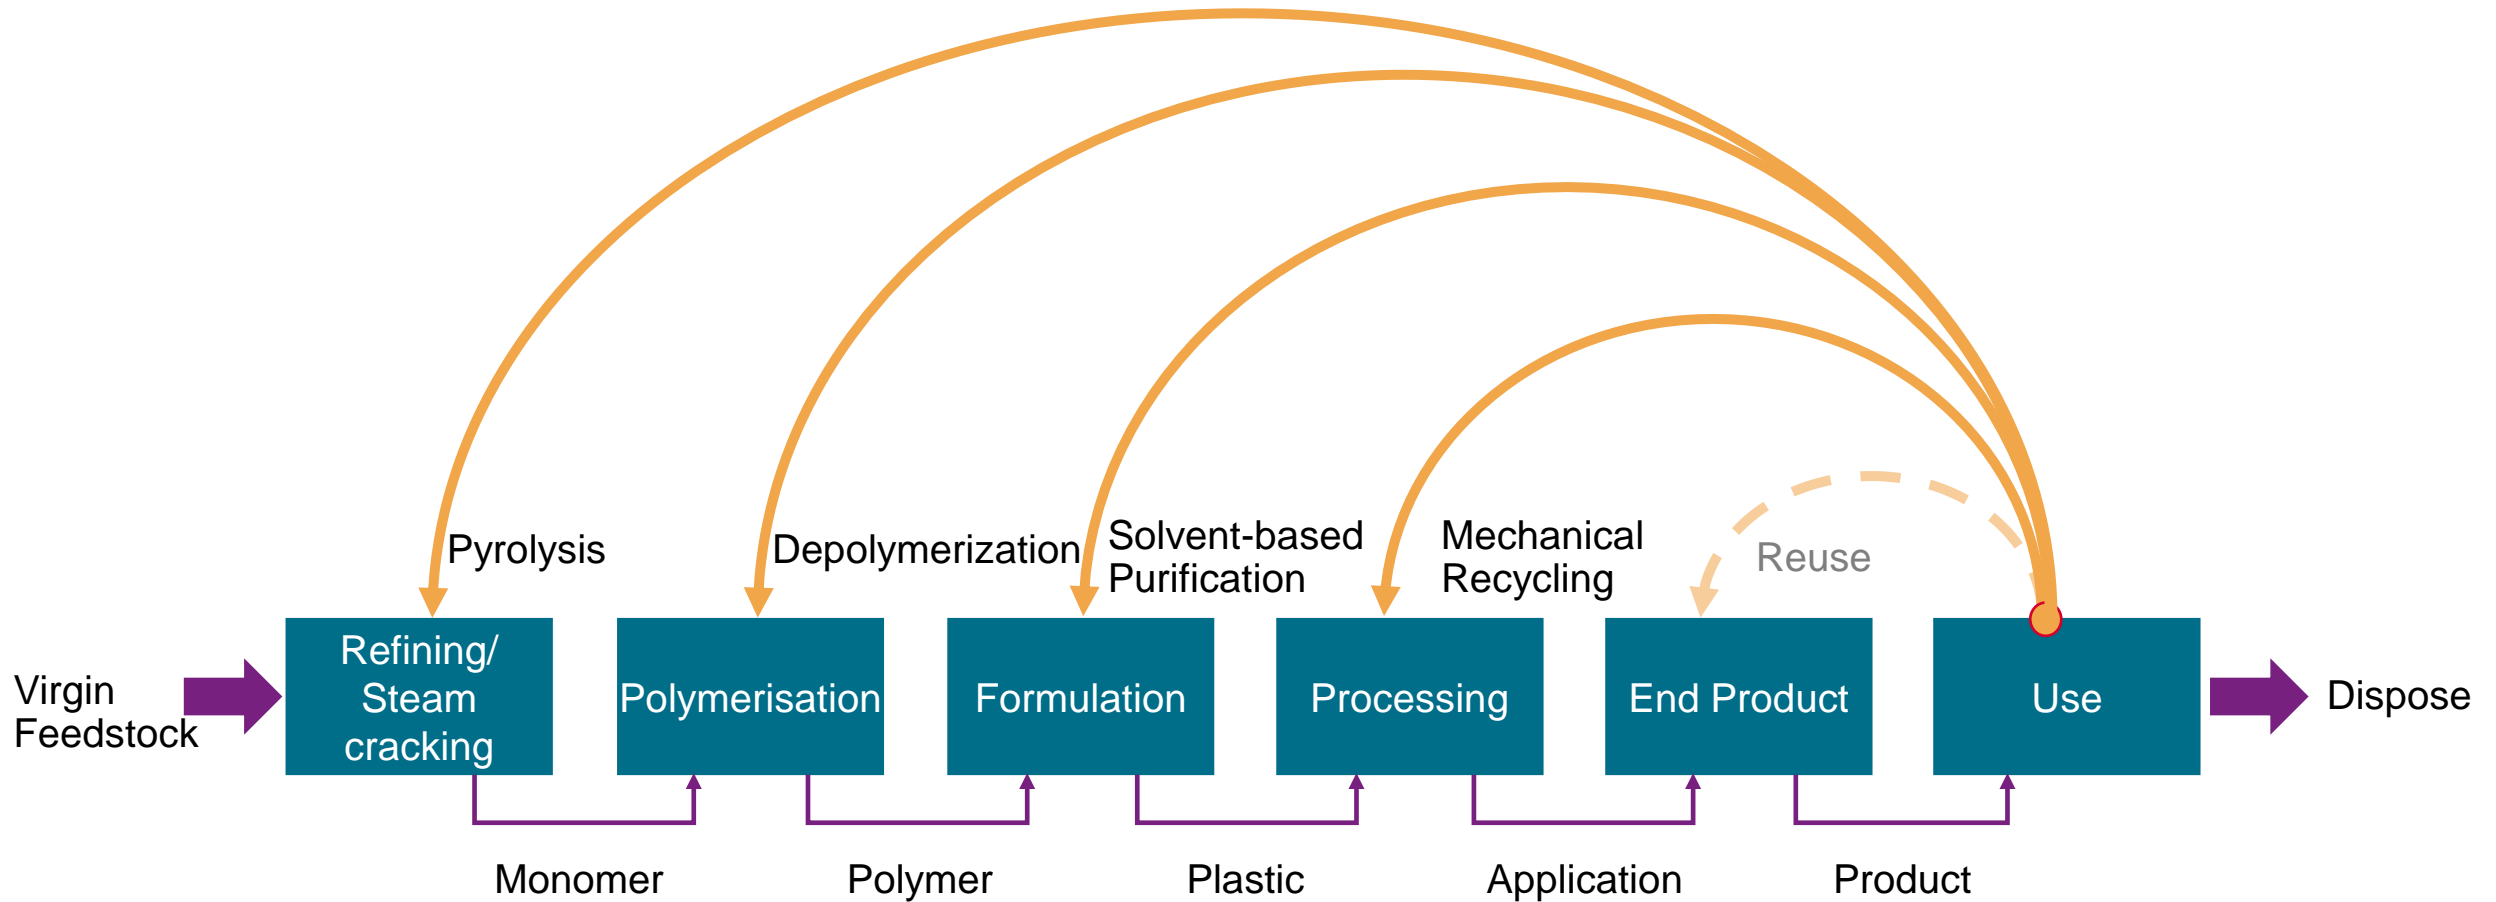 Pyrolysis
Depolymerization
Solvent-based
Purification
Mechanical
Recycling
Reuse
Virgin
Feedstock
Refining/
Steam
cracking
Polymerisation
Formulation
Processing
End Product
Use
Dispose
Monomer
Polymer
Plastic
Application
Product